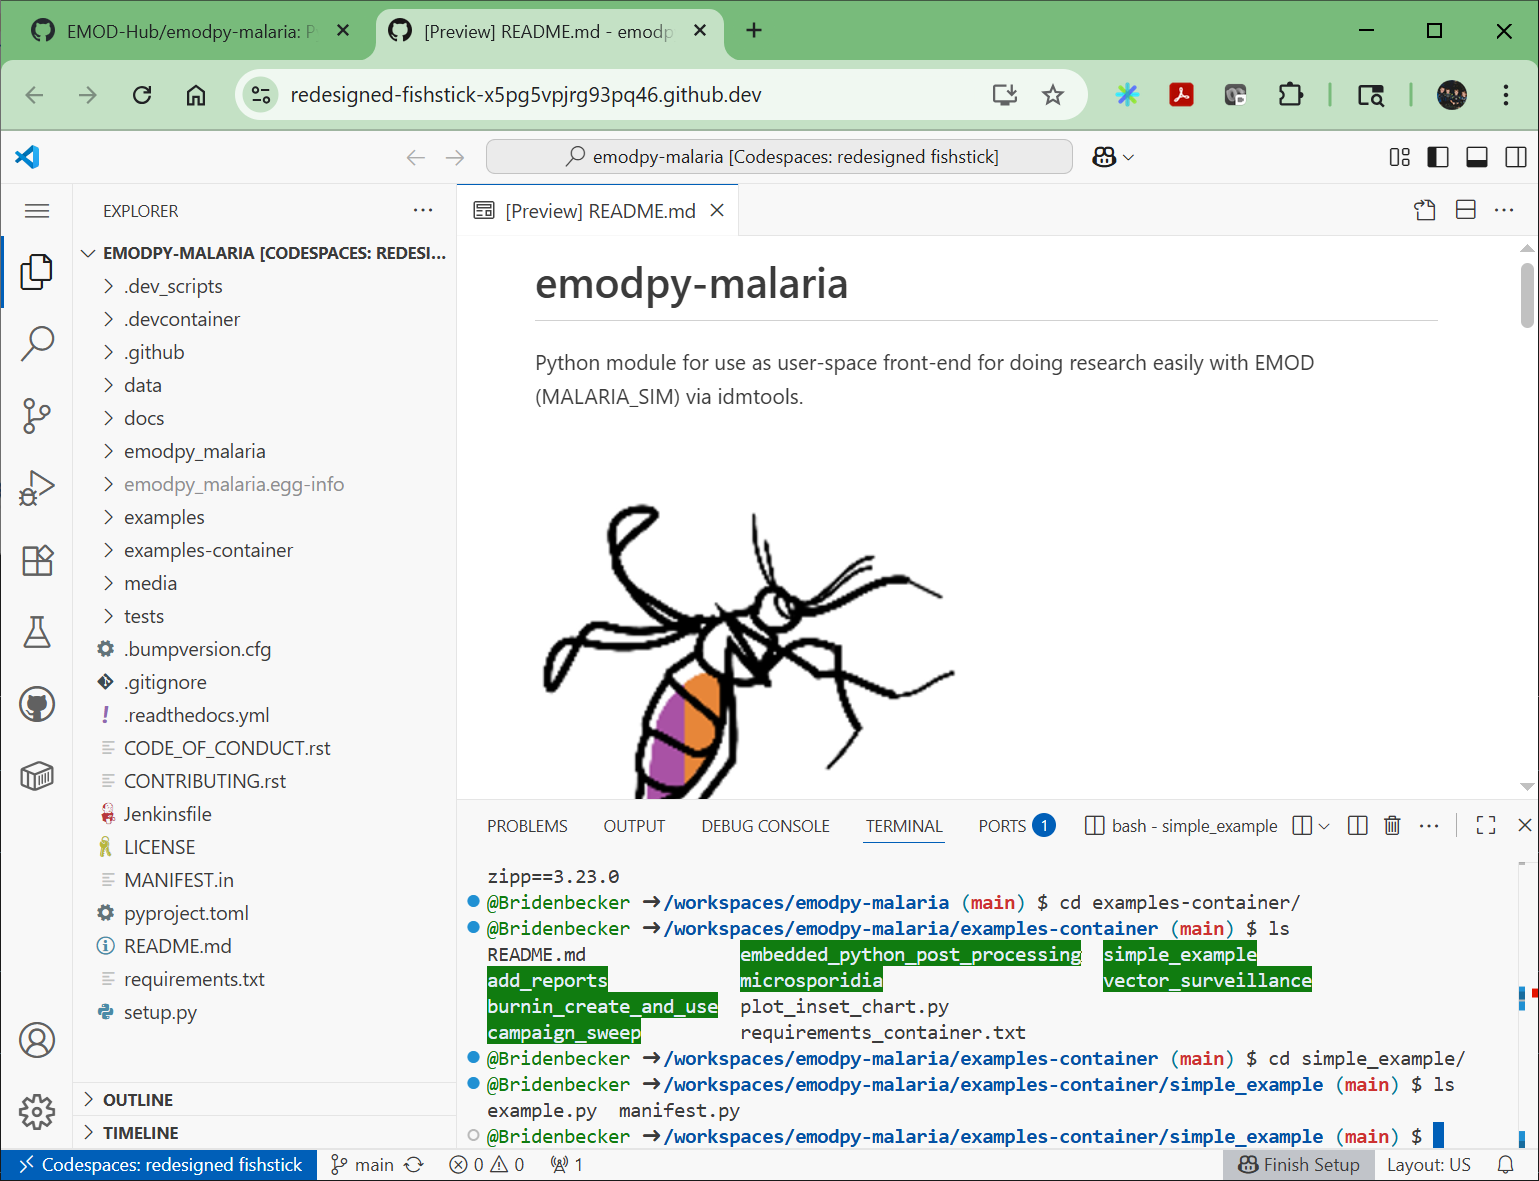 EMOD-Hub/emodpy-malaria: P
[Preview] README.md - emodp
redesigned-fishstick-x5pg5vpjrg93pq46.github.dev
emodpy-malaria [Codespaces: redesigned fishstick]
EXPLORER
EMODPY-MALARIA [CODESPACES: REDESI...
.dev_scripts
.devcontainer
.github
data
docs
emodpy_malaria
emodpy_malaria.egg-info
examples
examples-container
media
tests
.bumpversion.cfg
.gitignore
.readthedocs.yml
CODE_OF_CONDUCT.rst
CONTRIBUTING.rst
Jenkinsfile
LICENSE
MANIFEST.in
pyproject.toml
README.md
requirements.txt
setup.py
OUTLINE
TIMELINE
[Preview] README.md
emodpy-malaria
Python module for use as user-space front-end for doing research easily with EMOD
(MALARIA_SIM) via idmtools.
PROBLEMS OUTPUT DEBUG CONSOLE TERMINAL PORTS 1 bash - simple_example
zipp==3.23.0
@Bridenbecker ➜/workspaces/emodpy-malaria (main) $ cd examples-container/
@Bridenbecker ➜/workspaces/emodpy-malaria/examples-container (main) $ ls
README.md embedded_python_post_processing simple_example
add_reports microsporidia vector_surveillance
burnin_create_and_use plot_inset_chart.py
campaign_sweep requirements_container.txt
@Bridenbecker ➜/workspaces/emodpy-malaria/examples-container (main) $ cd simple_example/
@Bridenbecker ➜/workspaces/emodpy-malaria/examples-container/simple_example (main) $ ls
example.py manifest.py
@Bridenbecker ➜/workspaces/emodpy-malaria/examples-container/simple_example (main) $
Codespaces: redesigned fishstick main 0 0 1 Finish Setup Layout: US